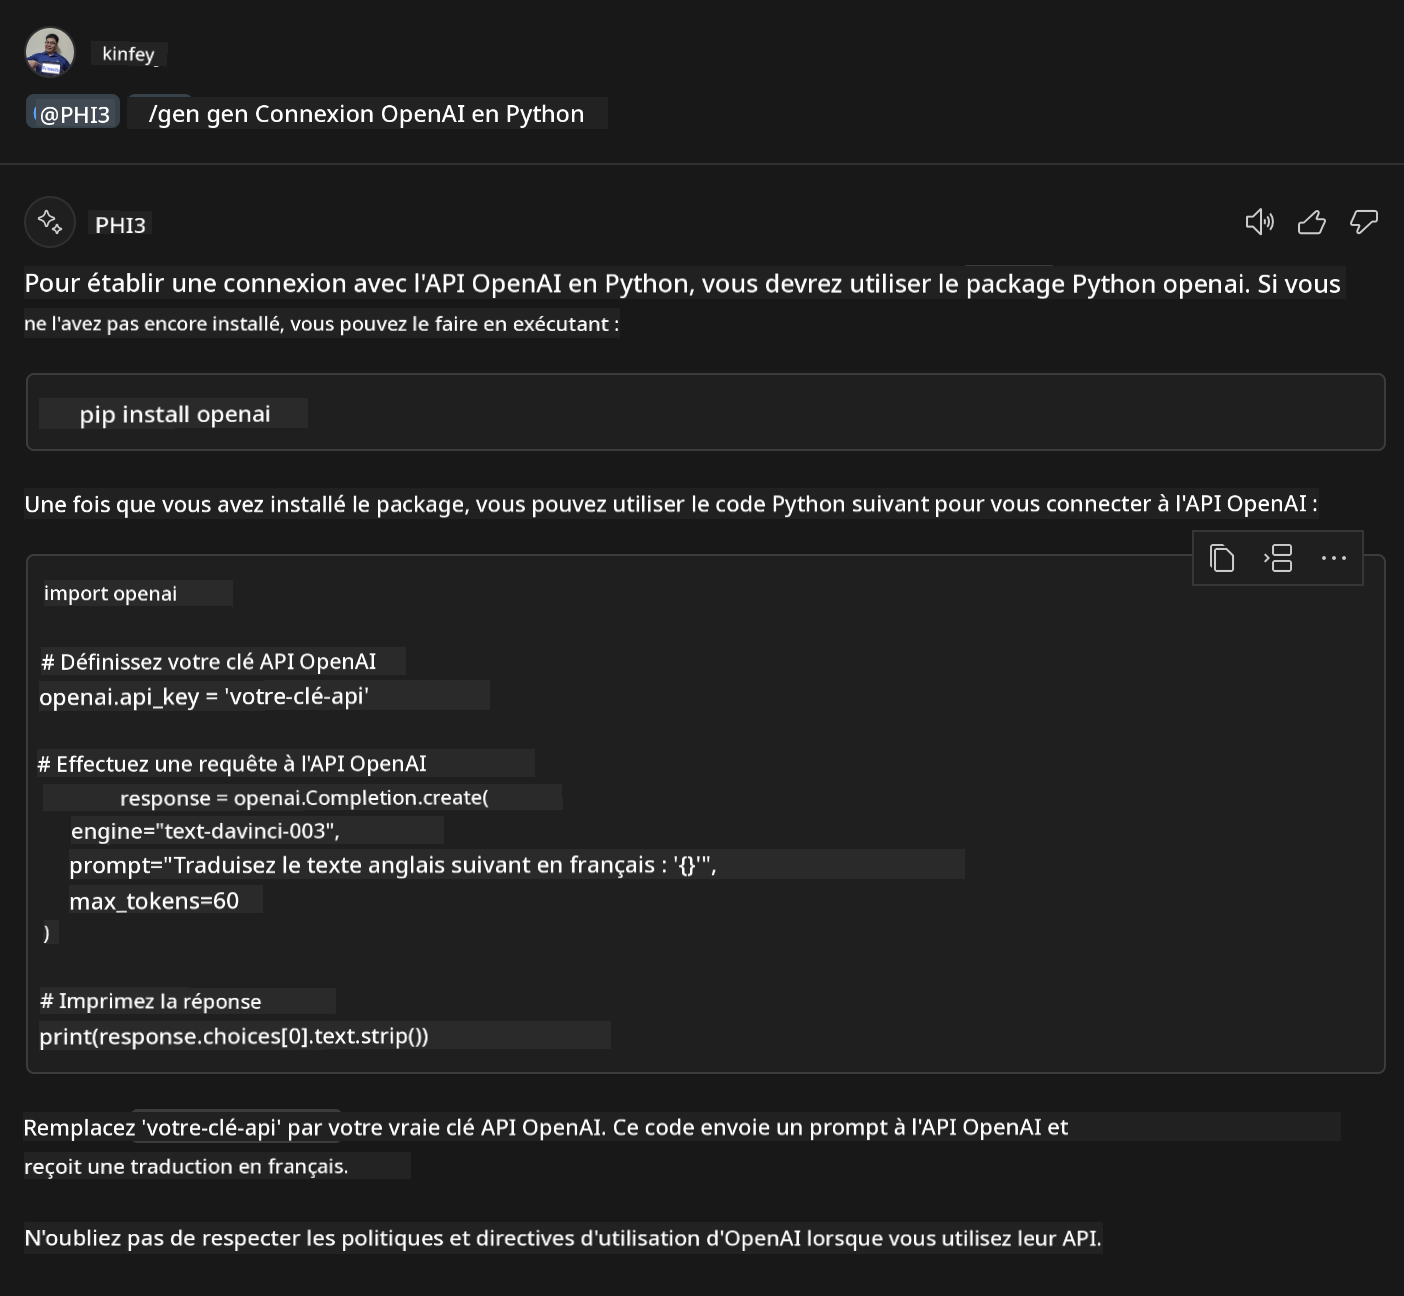 kinfey
@PHI3 /gen gen Connexion OpenAI en Python
PHI3
Pour établir une connexion avec l'API OpenAI en Python, vous devrez utiliser le package Python openai. Si vous
ne l'avez pas encore installé, vous pouvez le faire en exécutant :
pip install openai
Une fois que vous avez installé le package, vous pouvez utiliser le code Python suivant pour vous connecter à l'API OpenAI :
import openai
# Définissez votre clé API OpenAI
openai.api_key = 'votre-clé-api'
# Effectuez une requête à l'API OpenAI
response = openai.Completion.create(
engine="text-davinci-003",
prompt="Traduisez le texte anglais suivant en français : '{}'",
max_tokens=60
)
# Imprimez la réponse
print(response.choices[0].text.strip())
Remplacez 'votre-clé-api' par votre vraie clé API OpenAI. Ce code envoie un prompt à l'API OpenAI et
reçoit une traduction en français.
N'oubliez pas de respecter les politiques et directives d'utilisation d'OpenAI lorsque vous utilisez leur API.